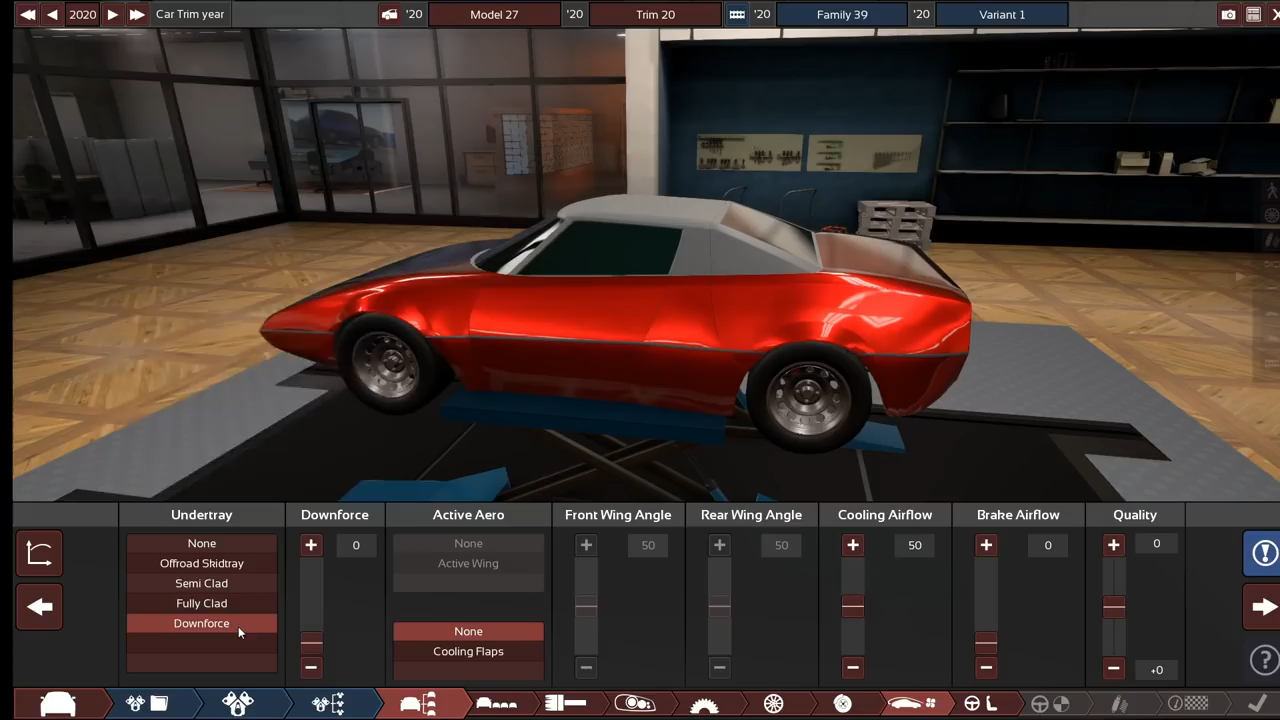 2020 Car Trim year '20 Model 27 '20 Trim 20 '20 Family 39 '20 Variant 1
Undertray Downforce Active Aero Front Wing Angle Rear Wing Angle Cooling Airflow Brake Airflow Quality
None 0 None 50 50 50 0 0
Offroad Skidtray Active Wing
Semi Clad
Fully Clad
Downforce None
Cooling Flaps
+0
?